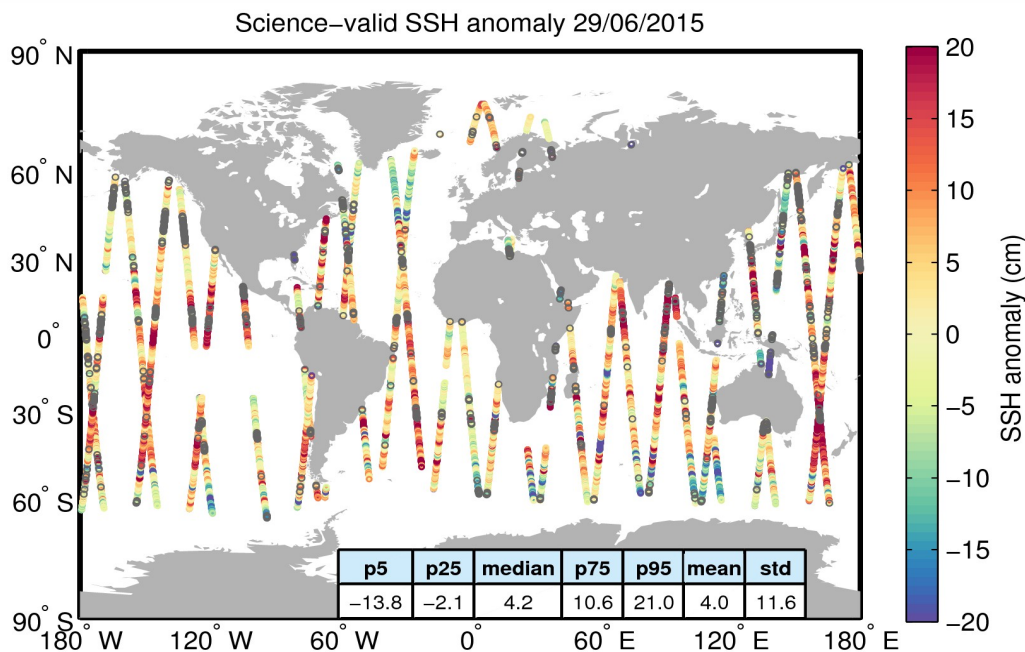 Science−valid SSH anomaly 29/06/2015
90° N
60° N
30° N
0°
30° S
60° S
90° S
180° W
120° W
60° W
0°
60° E
120° E
180° E
p5 p25 median p75 p95 mean std
−13.8 −2.1 4.2 10.6 21.0 4.0 11.6
20
15
10
5
0
−5
−10
−15
−20
SSH anomaly (cm)